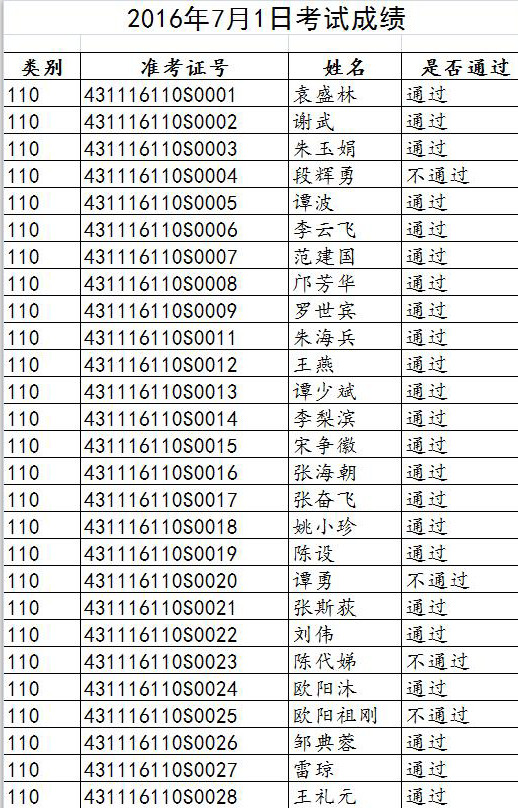 2016年7月1日考试成绩
类别 准考证号 姓名 是否通过
110 431116110S0001 袁盛林 通过
110 431116110S0002 谢武 通过
110 431116110S0003 朱玉娟 通过
110 431116110S0004 段辉勇 不通过
110 431116110S0005 谭波 通过
110 431116110S0006 李云飞 通过
110 431116110S0007 范建国 通过
110 431116110S0008 邝芳华 通过
110 431116110S0009 罗世宾 通过
110 431116110S0011 朱海兵 通过
110 431116110S0012 王燕 通过
110 431116110S0013 谭少斌 通过
110 431116110S0014 李梨滨 通过
110 431116110S0015 宋争徽 通过
110 431116110S0016 张海朝 通过
110 431116110S0017 张奋飞 通过
110 431116110S0018 姚小珍 通过
110 431116110S0019 陈设 通过
110 431116110S0020 谭勇 不通过
110 431116110S0021 张斯荻 通过
110 431116110S0022 刘伟 通过
110 431116110S0023 陈代娣 不通过
110 431116110S0024 欧阳沐 通过
110 431116110S0025 欧阳祖刚 不通过
110 431116110S0026 邹典蓉 通过
110 431116110S0027 雷琼 通过
110 431116110S0028 王礼元 通过